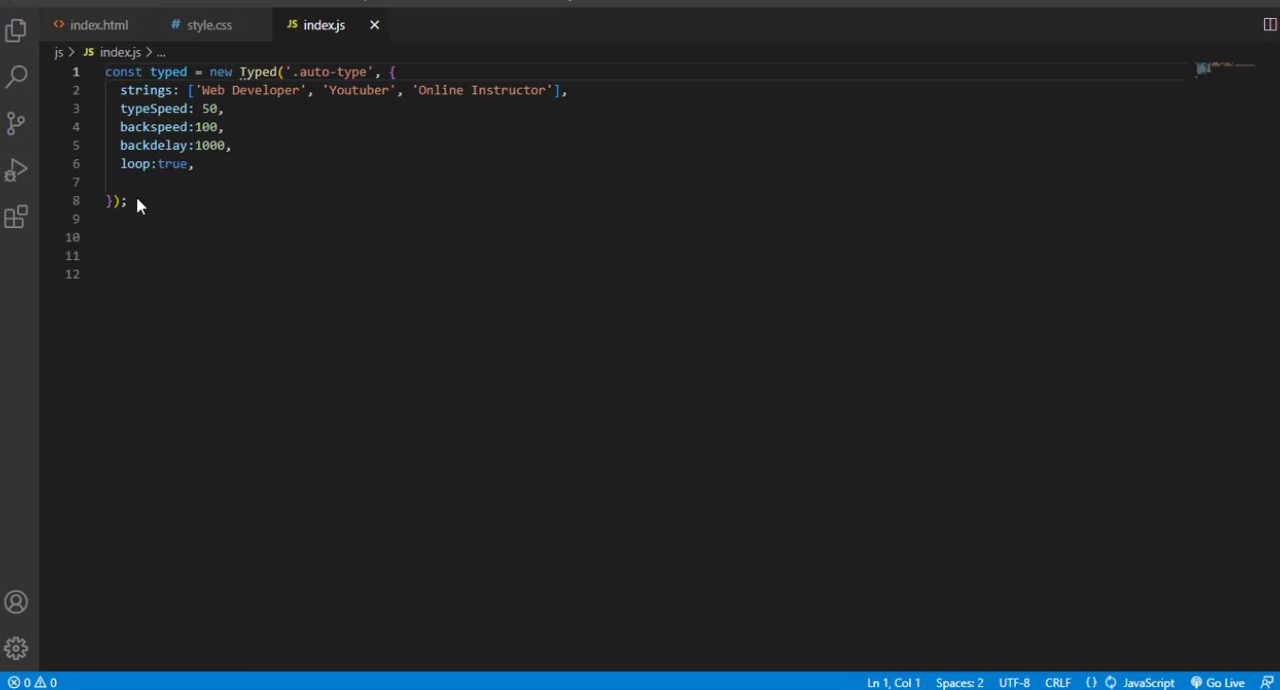 <> index.html # style.css JS index.js ×
js > JS index.js > ...
1 const typed = new Typed('.auto-type', {
2 strings: ['Web Developer', 'Youtuber', 'Online Instructor'],
3 typeSpeed: 50,
4 backspeed:100,
5 backdelay:1000,
6 loop:true,
7
8 });
9
10
11
12
0 0 Ln 1, Col 1 Spaces: 2 UTF-8 CRLF {} JavaScript Go Live